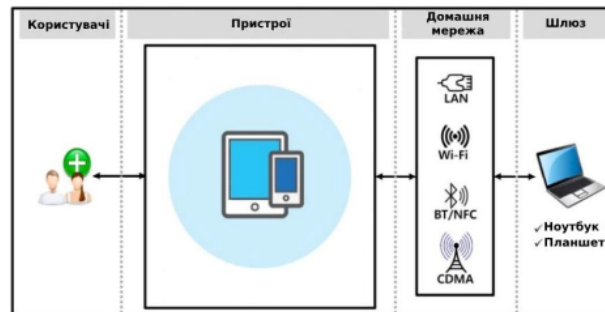 Користувачі
Пристрої
Домашня
мережа
Шлюз
LAN
Wi-Fi
BT/NFC
CDMA
✓Ноутбук
✓Планшет